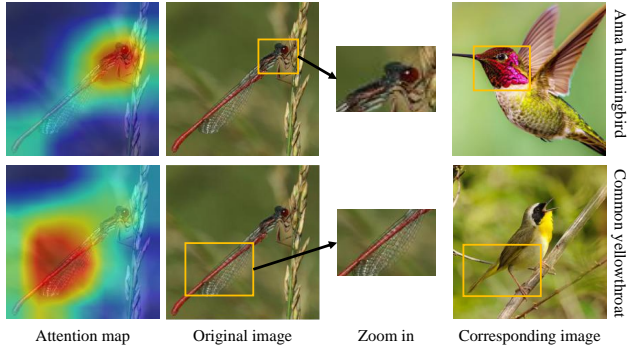 Anna hummingbird
Common yellowthroat
Attention map
Original image
Zoom in
Corresponding image